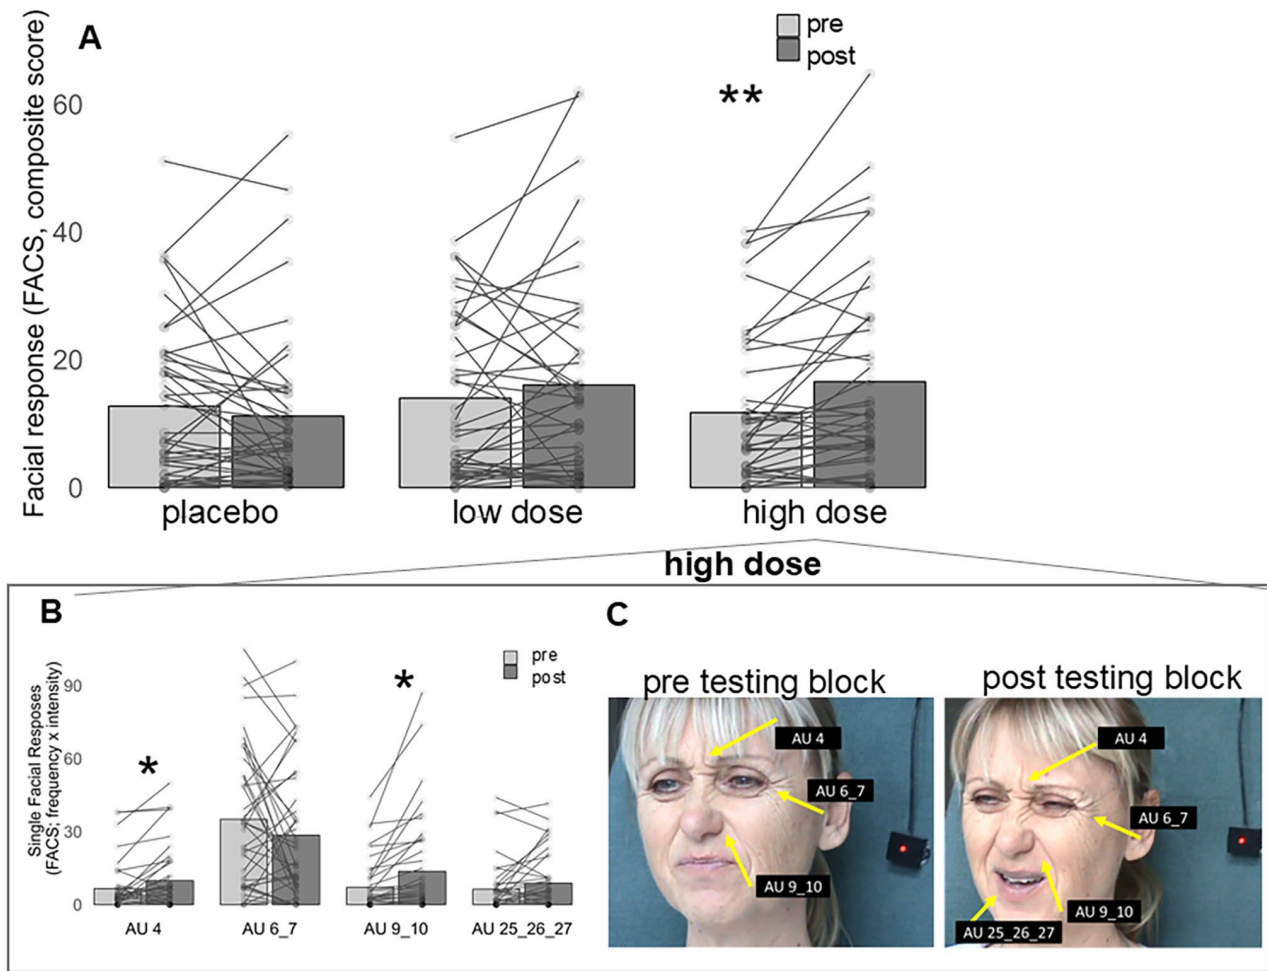 A
pre
post
Facial response (FACS, composite score)
60
40
20
0
**
placebo
low dose
high dose
high dose
B
pre
post
Single Facial Resposes
(FACS; frequency x intensity)
90
60
30
0
*
*
AU 4
AU 6_7
AU 9_10
AU 25_26_27
C
pre testing block
AU 4
AU 6_7
AU 9_10
post testing block
AU 4
AU 6_7
AU 9_10
AU 25_26_27